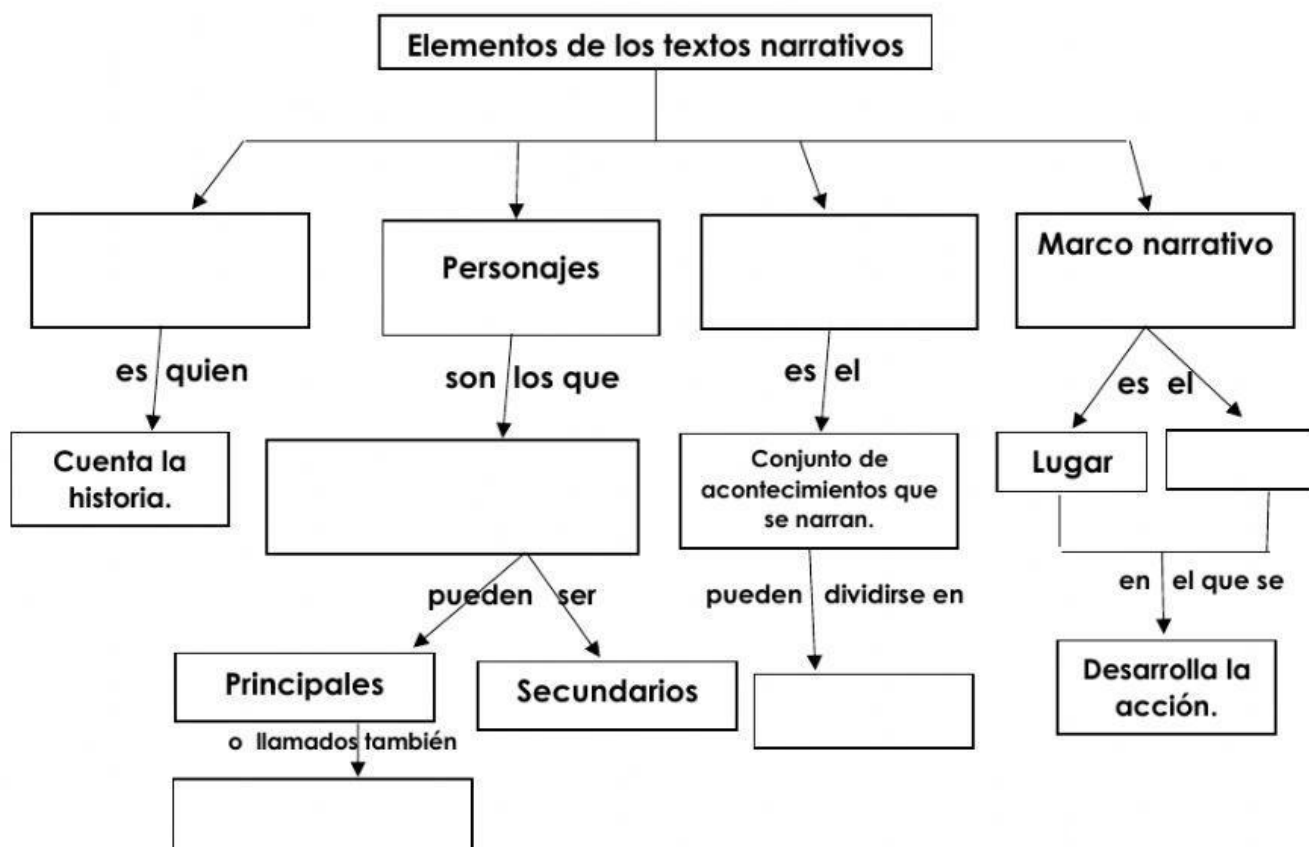 Elementos de los textos narrativos
Personajes
Marco narrativo
es quien
son los que
es el
es el
Cuenta la
historia.
Conjunto de
acontecimientos que
se narran.
Lugar
pueden ser
pueden dividirse en
en el que se
Principales
Secundarios
Desarrolla la
acción.
o llamados también